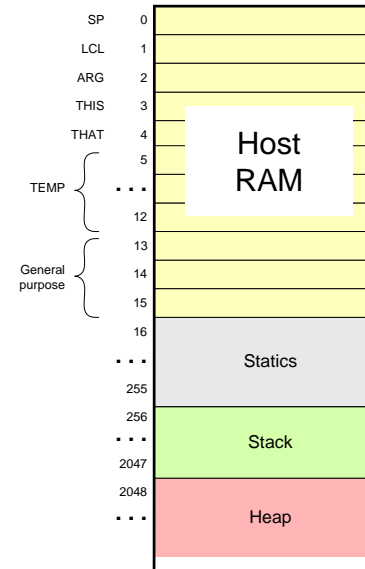 SP 0
LCL 1
ARG 2
THIS 3
THAT 4
5
TEMP ...
12
Host
RAM
13
General
purpose
14
15
16
... Statics
255
256
... Stack
2047
2048
... Heap